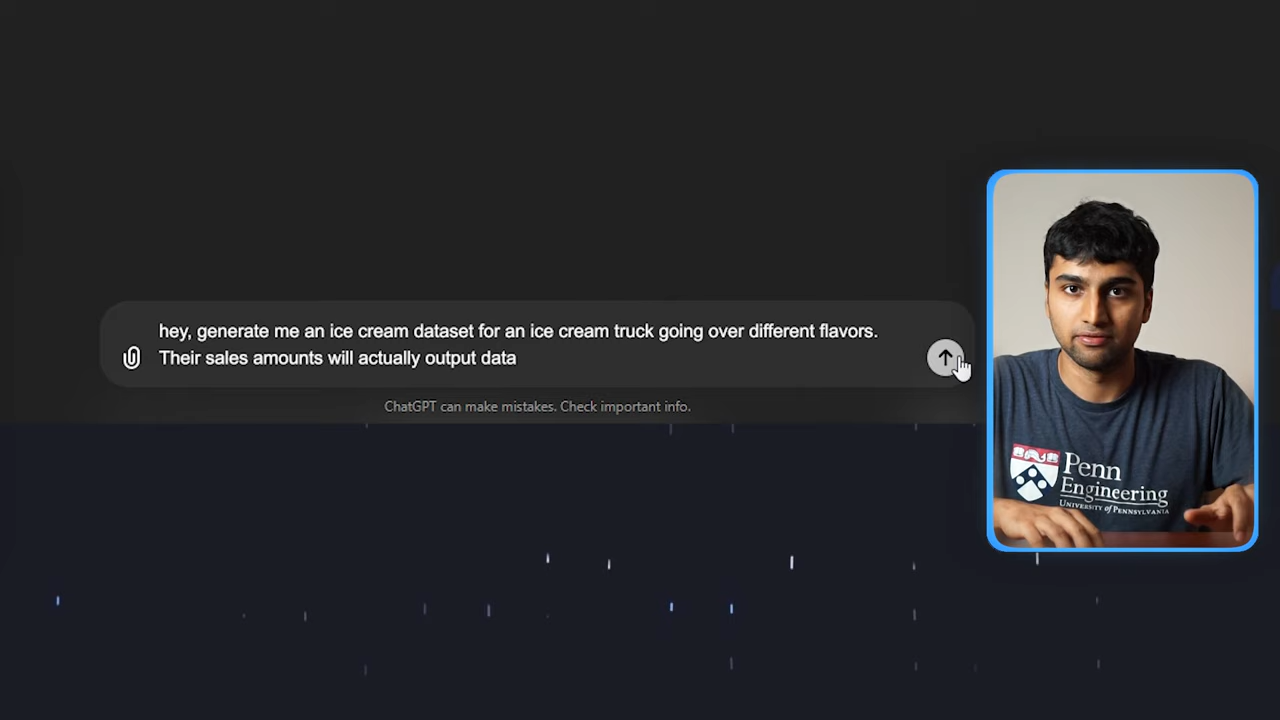 hey, generate me an ice cream dataset for an ice cream truck going over different flavors.
Their sales amounts will actually output data
ChatGPT can make mistakes. Check important info.
Penn
Engineering
UNIVERSITY of PENNSYLVANIA